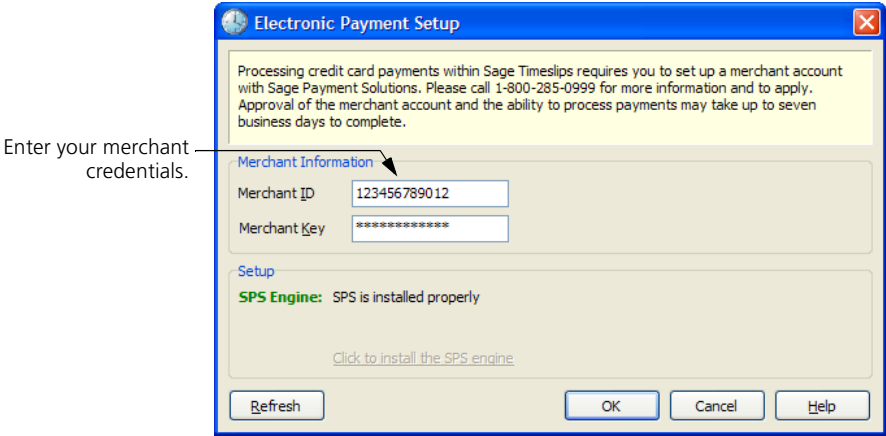 Electronic Payment Setup
Processing credit card payments within Sage Timeslips requires you to set up a merchant account
with Sage Payment Solutions. Please call 1-800-285-0999 for more information and to apply.
Approval of the merchant account and the ability to process payments may take up to seven
business days to complete.
Enter your merchant
credentials.
Merchant Information
Merchant ID 123456789012
Merchant Key ************
Setup
SPS Engine: SPS is installed properly
Click to install the SPS engine
Refresh OK Cancel Help